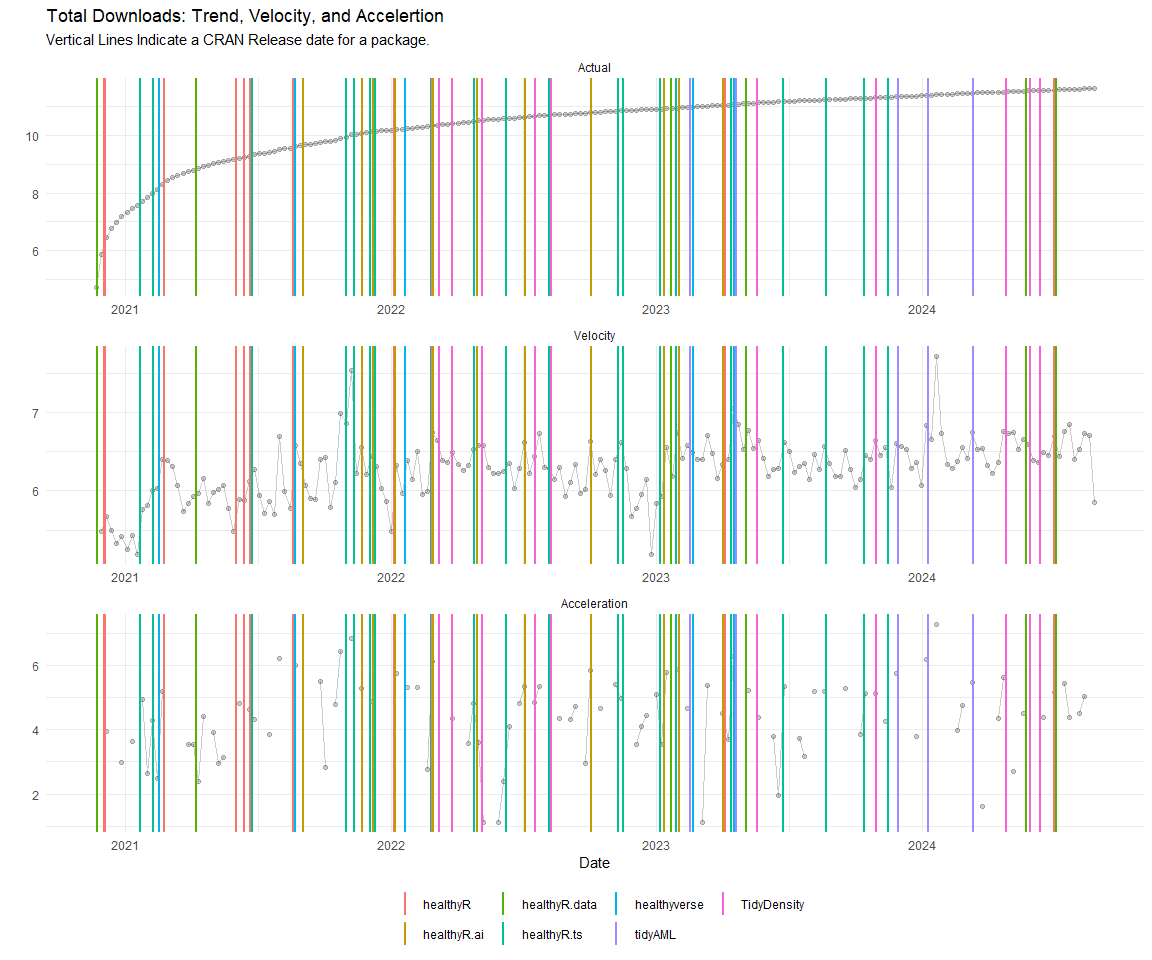 Total Downloads: Trend, Velocity, and Accelertion
Vertical Lines Indicate a CRAN Release date for a package.
Actual
10
8
6
2021 2022 2023 2024
Velocity
7
6
2021 2022 2023 2024
Acceleration
6
4
2
2021 2022 2023 2024
Date
healthyR healthyR.data healthyverse TidyDensity
healthyR.ai healthyR.ts tidyAML